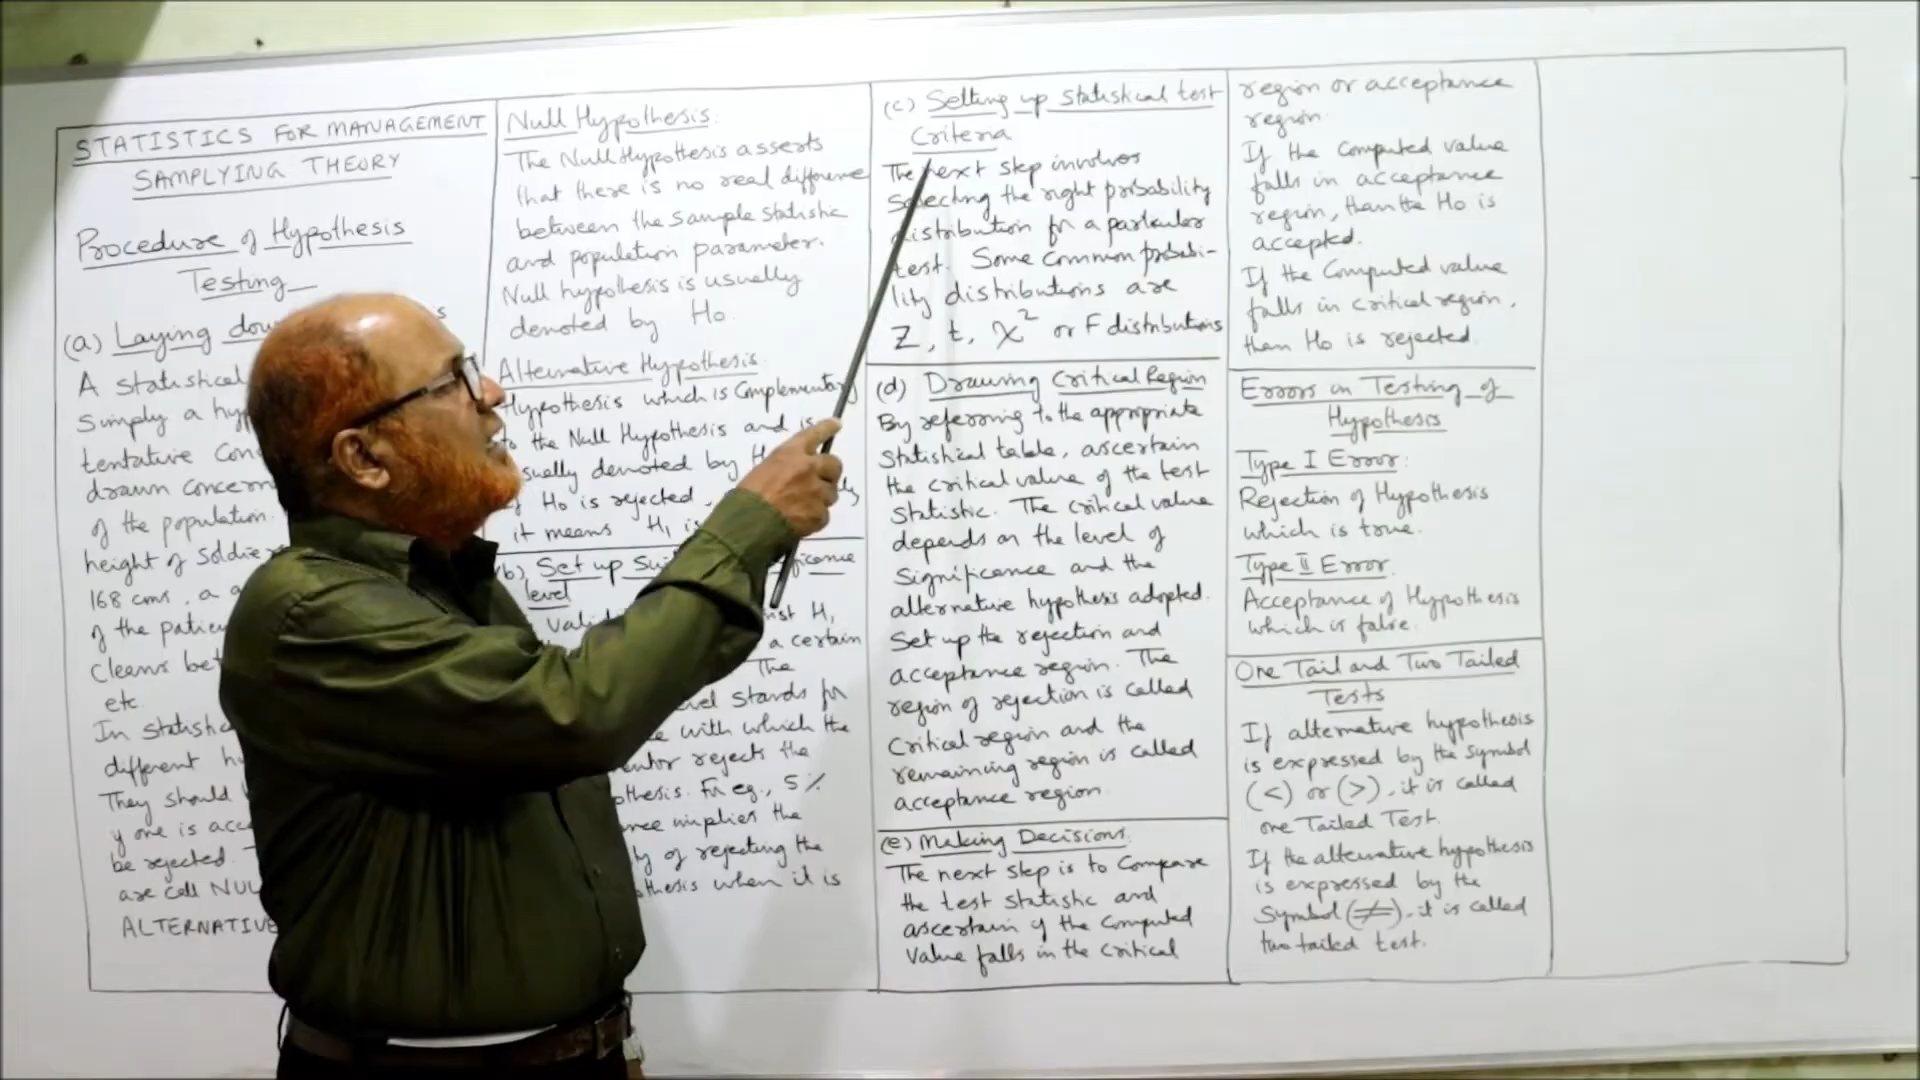 STATISTICS FOR MANAGEMENT
SAMPLYING THEORY
Procedure of Hypothesis
Testing
(a) Laying
A statistical
Simply a
tentative
drawn
of the population.
height of
168 cms, a
of the
Cleans
etc
In statistics
different
They should
if one is
be rejected.
are call
ALTERNATIVE
Null Hypothesis.
The Null Hypothesis asserts
that there is no real difference
between the sample statistic
and population parameter.
Null hypothesis is usually
denoted by Ho.
Alternative Hypothesis.
Hypothesis which is Complementary
to the Null Hypothesis and is
usually denoted by
if Ho is rejected,
it means H1 is
(b) Set up
level
H1
a certain
The
stands for
with which the
rejects the
For eg., 5%
implies the
of rejecting the
when it is
(c) Setting up statistical test
Criteria
The next step involves
Selecting the right probability
distribution for a particular
test. Some common probabi-
lity distributions are
Z, t, χ² or F distributions
(d) Drawing Critical Region
By referring to the appropriate
Statistical table, ascertain
the critical value of the test
Statistic. The critical value
depends on the level of
Significance and the
alternative hypothesis adopted.
Set up the rejection and
acceptance region. The
region of rejection is called
Critical region and the
remaining region is called
acceptance region.
(e) Making Decisions.
The next step is to Compare
the test statistic and
ascertain if the Computed
Value falls in the Critical
region or acceptance
region.
If the Computed value
falls in acceptance
region, than the Ho is
accepted.
If the Computed value
falls in critical region,
than Ho is rejected.
Errors in Testing of
Hypothesis
Type I Error:
Rejection of Hypothesis
which is true.
Type II Error.
Acceptance of Hypothesis
which is false.
One Tail and Two Tailed
Tests
If alternative hypothesis
is expressed by the Symbol
(<) or (>), it is called
one Tailed Test.
If the alternative hypothesis
is expressed by the
Symbol (≠), it is called
two tailed test.